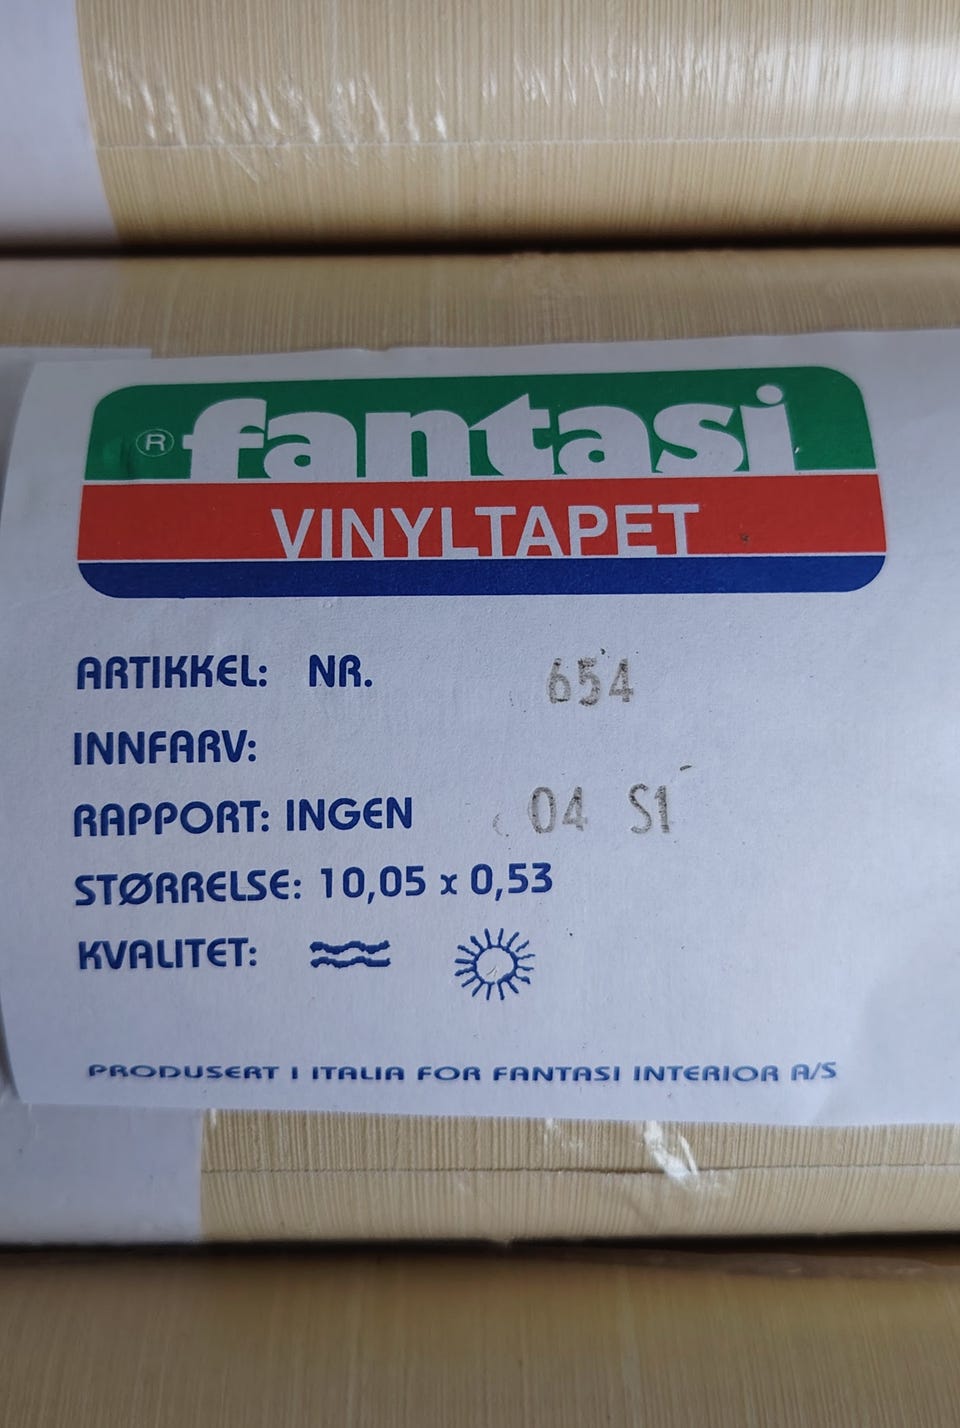 ® fantasi
VINYLTAPET
ARTIKKEL: NR. 654
INNFARV:
RAPPORT: INGEN 04 S1
STØRRELSE: 10,05 x 0,53
KVALITET:
PRODUSERT I ITALIA FOR FANTASI INTERIØR A/S